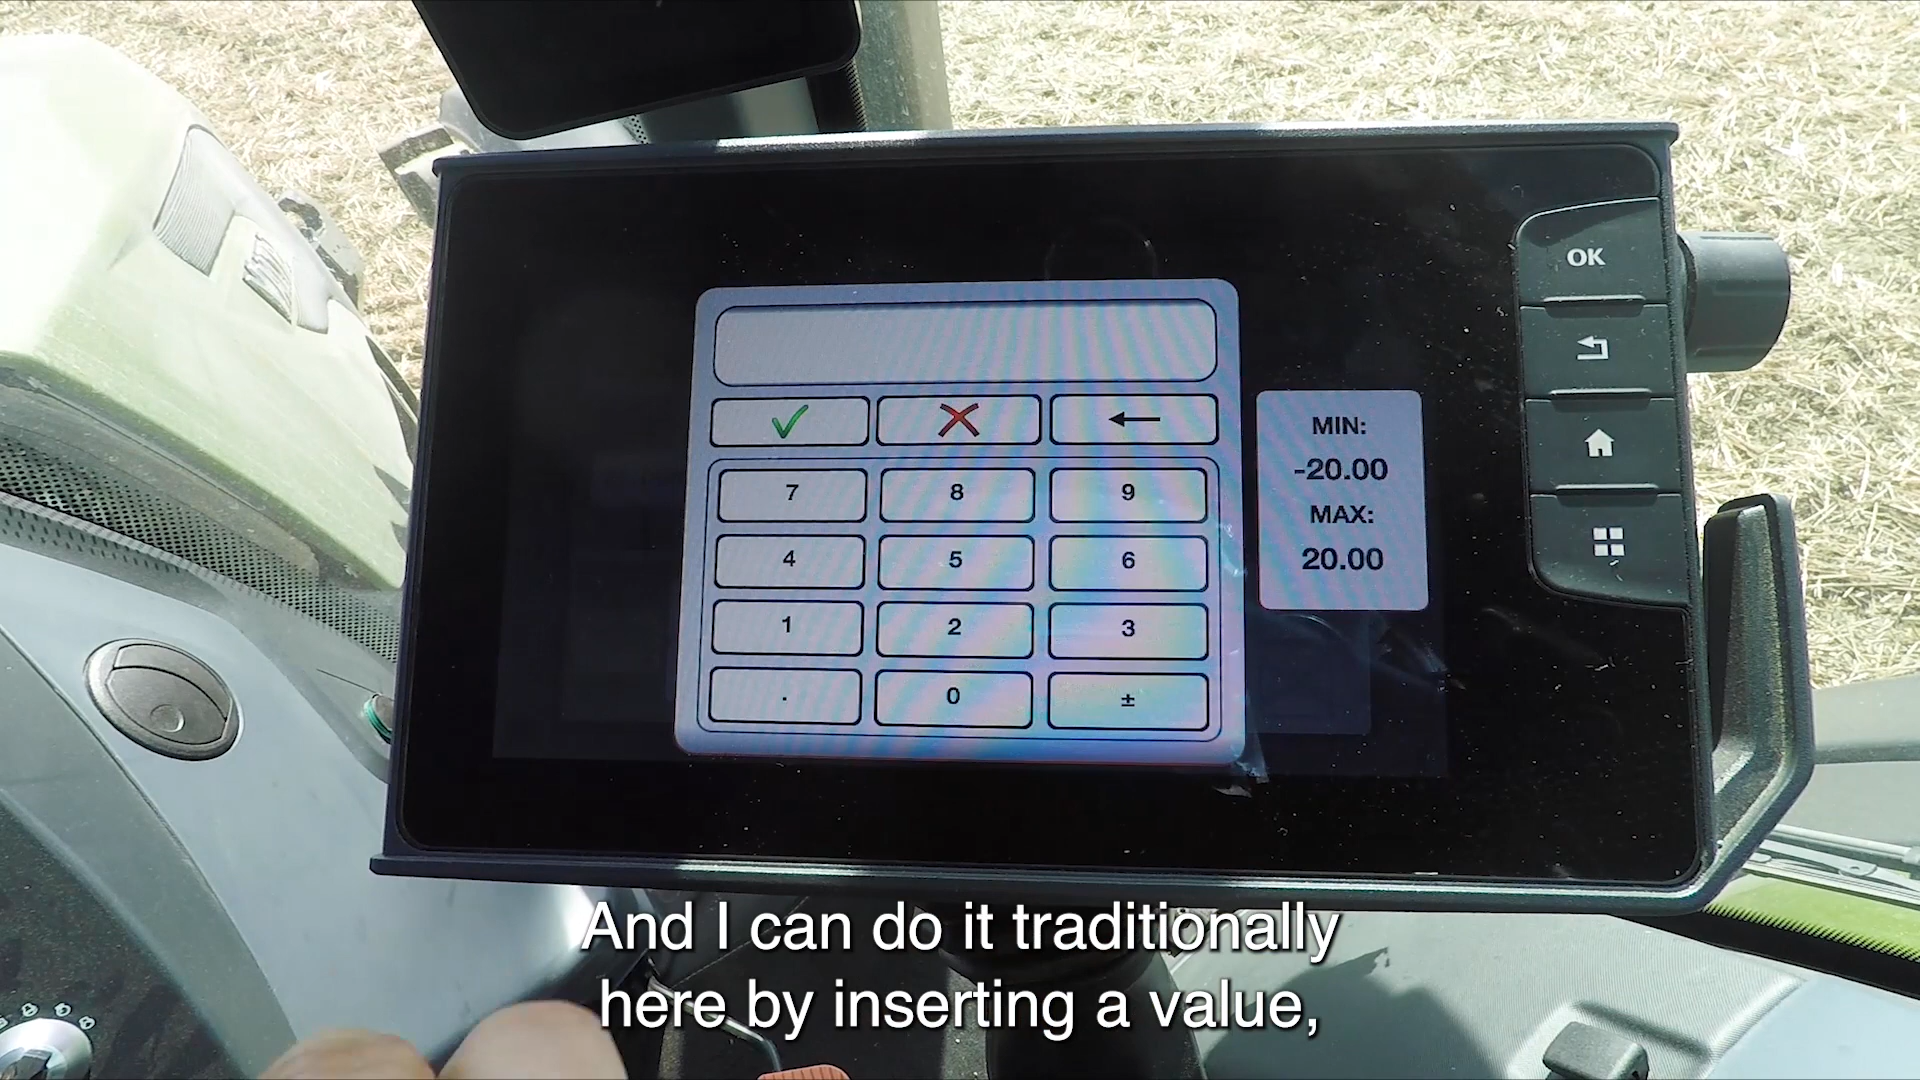 OK
MIN:
-20.00
MAX:
20.00
7 8 9
4 5 6
1 2 3
. 0 ±
And I can do it traditionally
here by inserting a value,